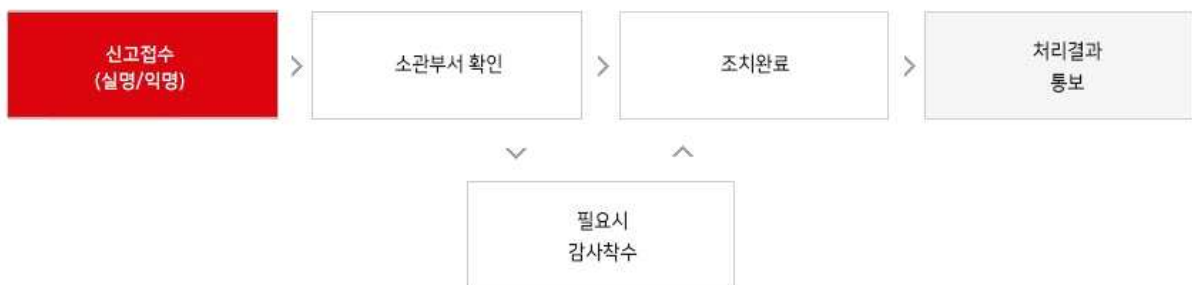 신고접수
(실명/익명)
소관부서 확인
조치완료
처리결과
통보
필요시
감사착수